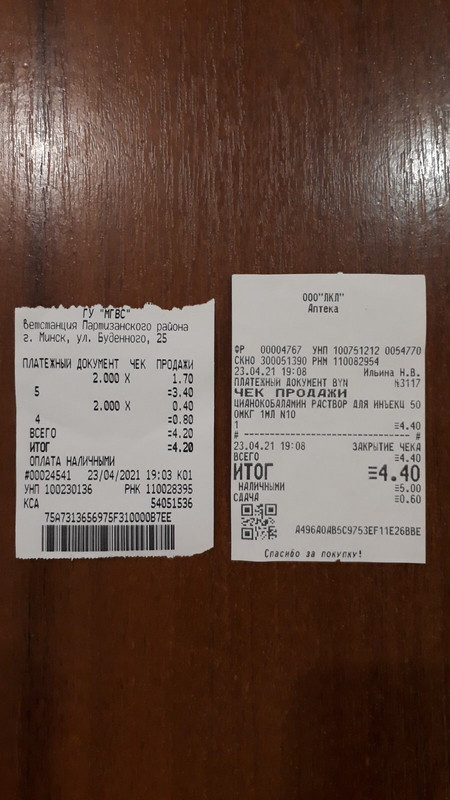 ГУ "МГВС"
Ветстанция Партизанского района
г. Минск, ул. Буденного, 25
ПЛАТЕЖНЫЙ ДОКУМЕНТ ЧЕК ПРОДАЖИ
2.000 X 1.70
5 =3.40
2.000 X 0.40
4 =0.80
ВСЕГО =4.20
ИТОГ =4.20
ОПЛАТА НАЛИЧНЫМИ
#00024541 23/04/2021 19:03 К01
УНП 100230136 РНК 110028395
КСА 54051536
75A7313656975F310000B7EE
ООО"ЛКЛ"
Аптека
ФР 00004767 УНП 100751212 0054770
СКНО 300051390 РНМ 110082954
23.04.21 19:08 Ильина Н.В.
ПЛАТЕЖНЫЙ ДОКУМЕНТ BYN №3117
ЧЕК ПРОДАЖИ
ЦИАНОКОБАЛАМИН РАСТВОР ДЛЯ ИНЪЕКЦ 50
0МКГ 1МЛ N10
1 ≡4.40
# #
23.04.21 19:08 ЗАКРЫТИЕ ЧЕКА
ВСЕГО ≡4.40
ИТОГ ≡4.40
НАЛИЧНЫМИ ≡5.00
СДАЧА ≡0.60
A496A0AB5C9753EF11E26BBE
Спасибо за покупку!